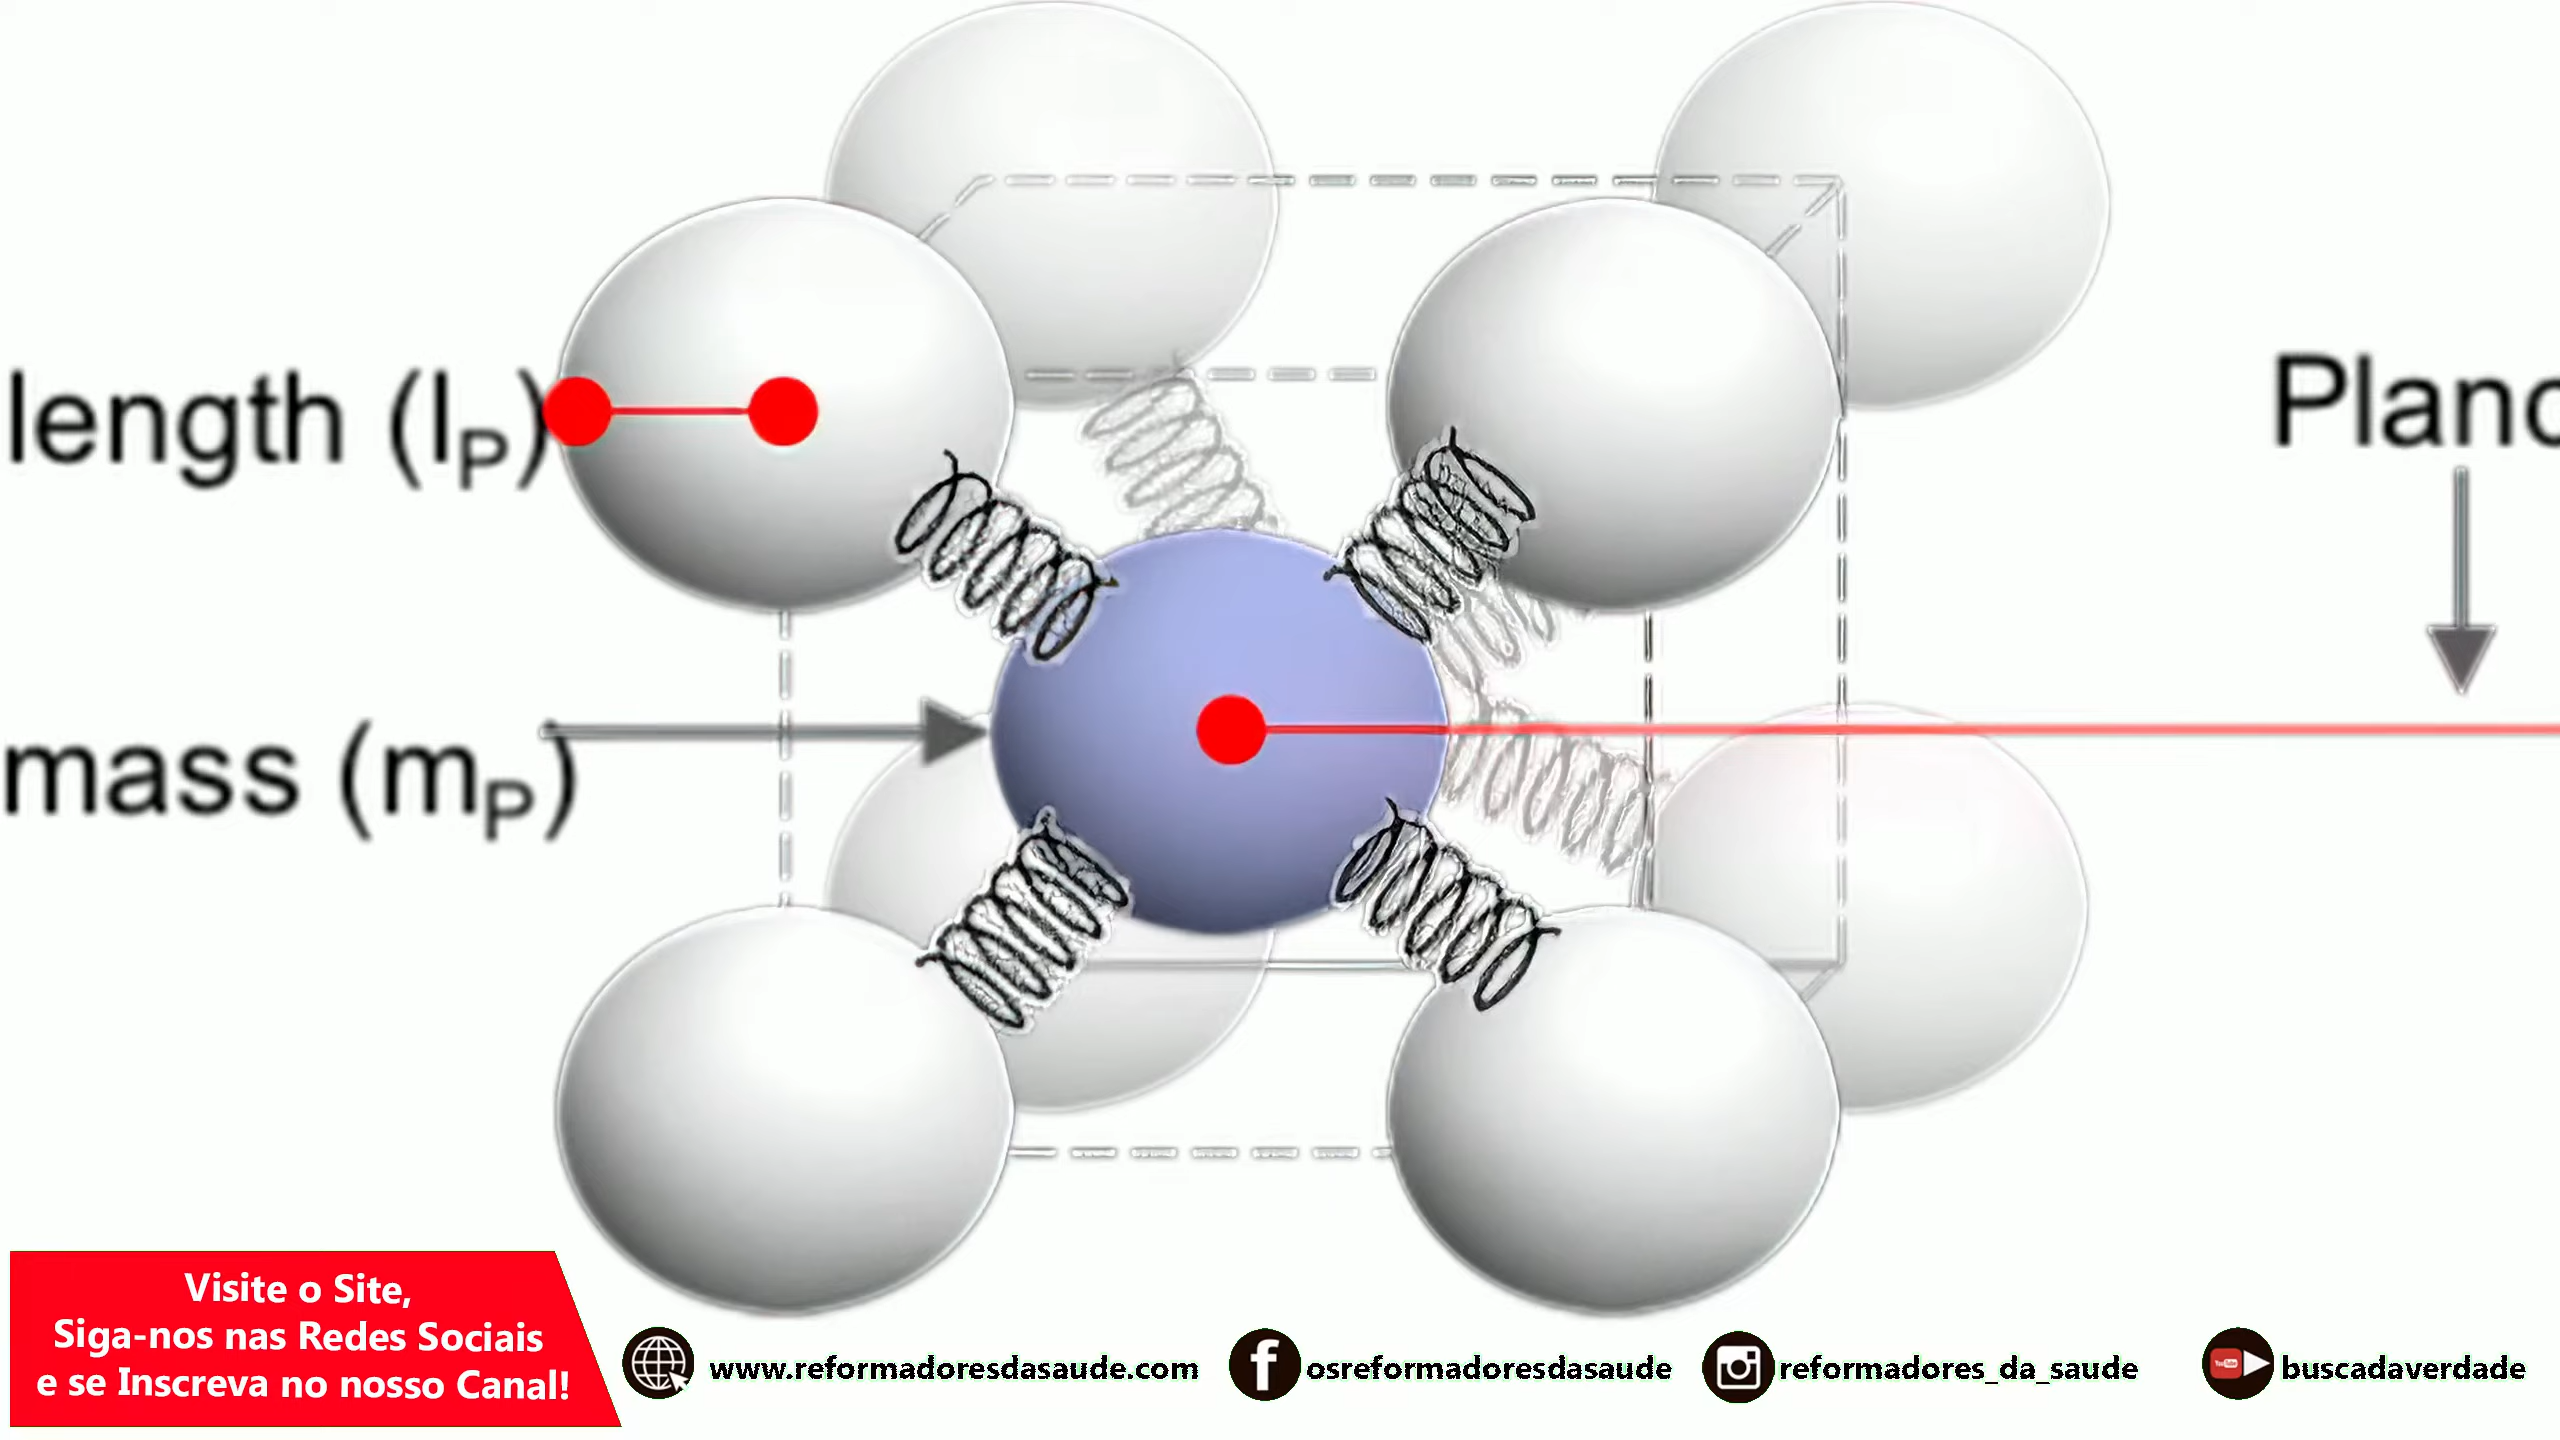 length (lP)
Planc
mass (mP)
Visite o Site,
Siga-nos nas Redes Sociais
e se Inscreva no nosso Canal!
www.reformadoresdasaude.com
osreformadoresdasaude
reformadores_da_saude
buscadaverdade